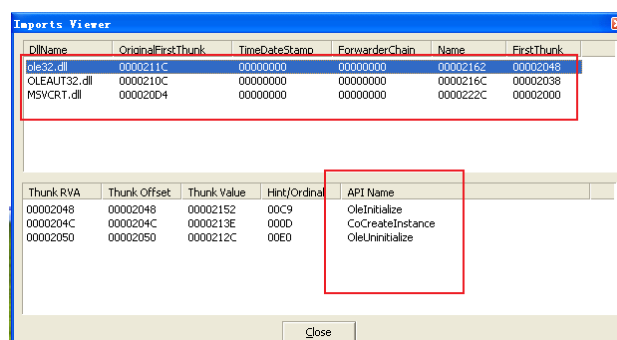 Imports Viewer
DllName OriginalFirstThunk TimeDateStamp ForwarderChain Name FirstThunk
ole32.dll 0000211C 00000000 00000000 00002162 00002048
OLEAUT32.dll 0000210C 00000000 00000000 0000216C 00002038
MSVCRT.dll 000020D4 00000000 00000000 0000222C 00002000
Thunk RVA Thunk Offset Thunk Value Hint/Ordinal API Name
00002048 00002048 00002152 00C9 OleInitialize
0000204C 0000204C 0000213E 000D CoCreateInstance
00002050 00002050 0000212C 00E0 OleUninitialize
Close